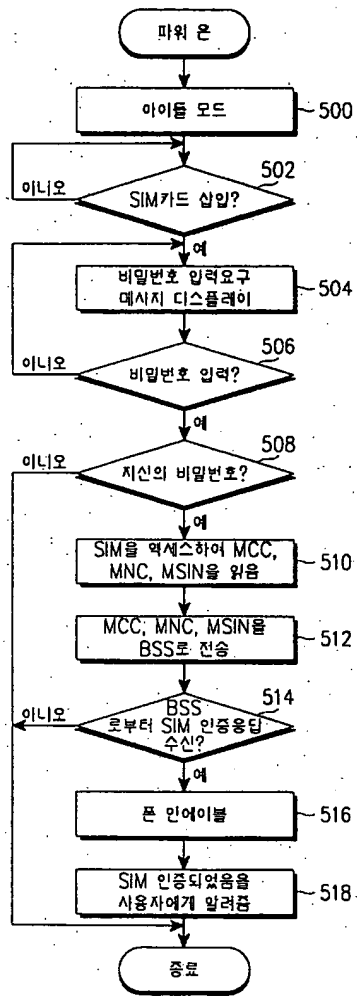 파워 온
아이들 모드
500
502
아니오
SIM카드 삽입?
예
비밀번호 입력요구
메시지 디스플레이
504
506
아니오
비밀번호 입력?
예
508
아니오
자신의 비밀번호?
예
SIM을 억세스하여 MCC,
MNC, MSIN을 읽음
510
MCC, MNC, MSIN을
BSS로 전송
512
BSS
514
아니오
로부터 SIM 인증응답
수신?
예
폰 인에이블
516
SIM 인증되었음을
사용자에게 알려줌
518
종료